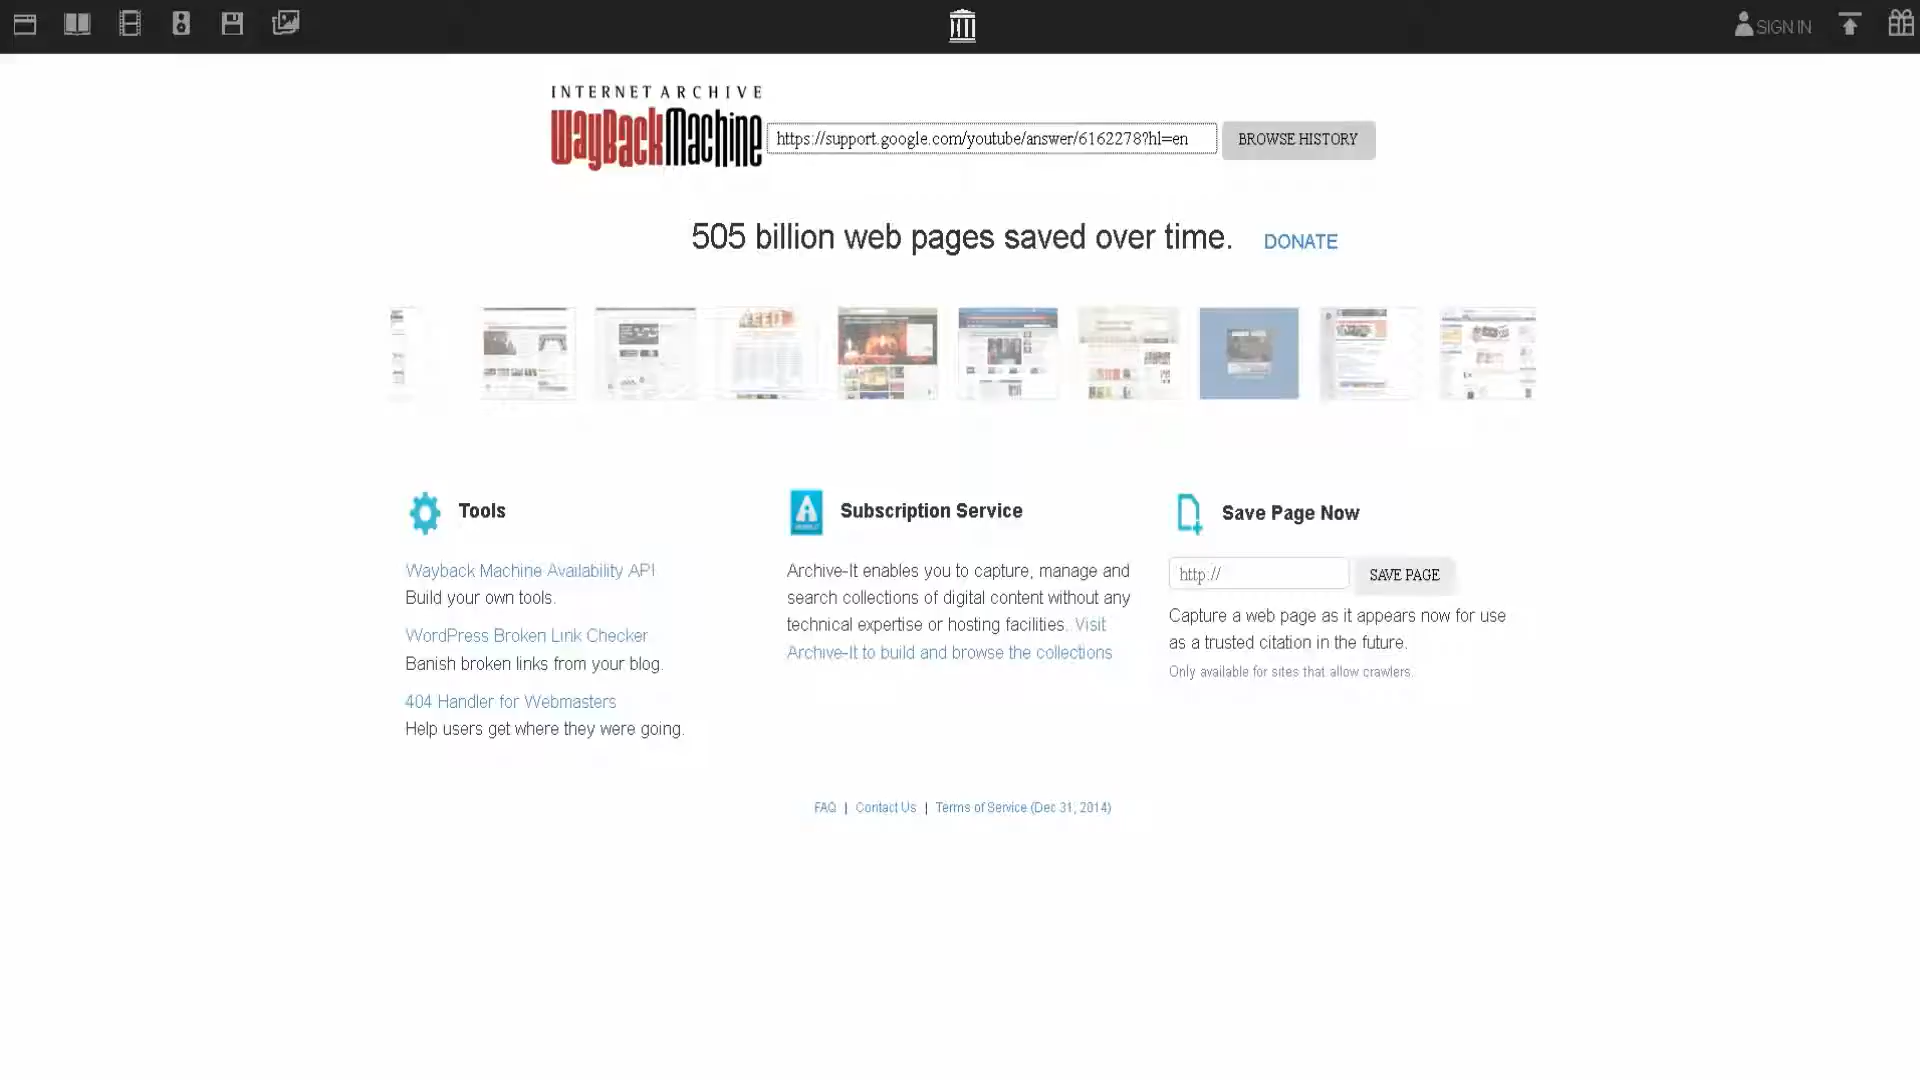 SIGN IN
INTERNET ARCHIVE
WayBackMachine
https://support.google.com/youtube/answer/6162278?hl=en
BROWSE HISTORY
505 billion web pages saved over time.
DONATE
Tools
Wayback Machine Availability API
Build your own tools.
WordPress Broken Link Checker
Banish broken links from your blog.
404 Handler for Webmasters
Help users get where they were going.
Subscription Service
Archive-It enables you to capture, manage and
search collections of digital content without any
technical expertise or hosting facilities. Visit
Archive-It to build and browse the collections
Save Page Now
http://
SAVE PAGE
Capture a web page as it appears now for use
as a trusted citation in the future.
Only available for sites that allow crawlers.
FAQ | Contact Us | Terms of Service (Dec 31, 2014)